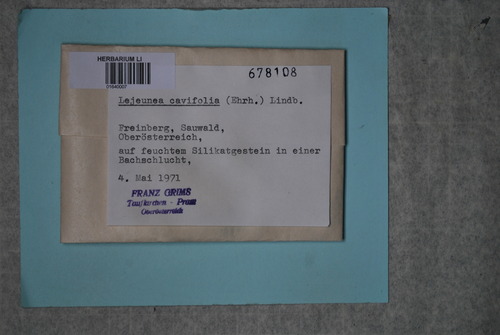 HERBARIUM LI
01840007
678108
Lejeunea cavifolia (Ehrh.) Lindb.
Freinberg, Sauwald,
Oberösterreich,
auf feuchtem Silikatgestein in einer
Bachschlucht,
4. Mai 1971
FRANZ GRIMS
Taufkirchen - Pram
Oberösterreich